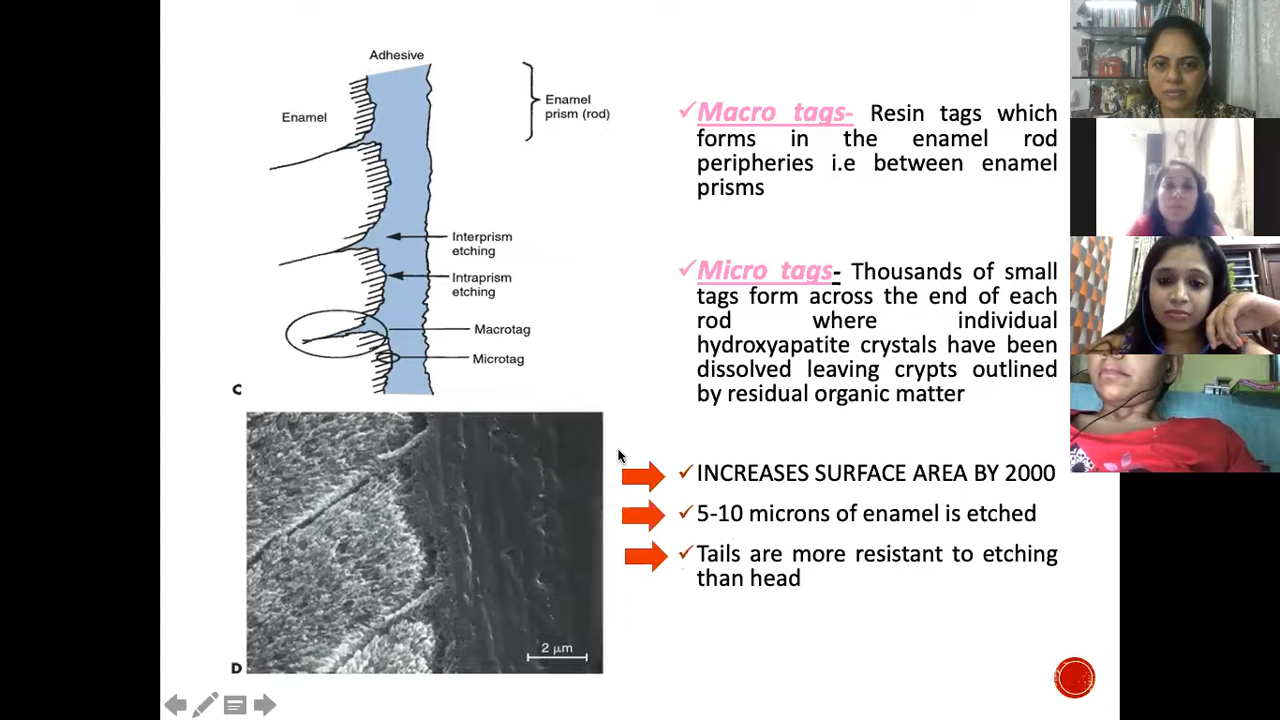 Adhesive
Enamel
Enamel
prism (rod)
Interprism
etching
Intraprism
etching
Macrotag
Microtag
C
D
2 µm
✓Macro tags- Resin tags which
forms in the enamel rod
peripheries i.e between enamel
prisms
✓Micro tags- Thousands of small
tags form across the end of each
rod where individual
hydroxyapatite crystals have been
dissolved leaving crypts outlined
by residual organic matter
✓INCREASES SURFACE AREA BY 2000
✓5-10 microns of enamel is etched
✓Tails are more resistant to etching
than head